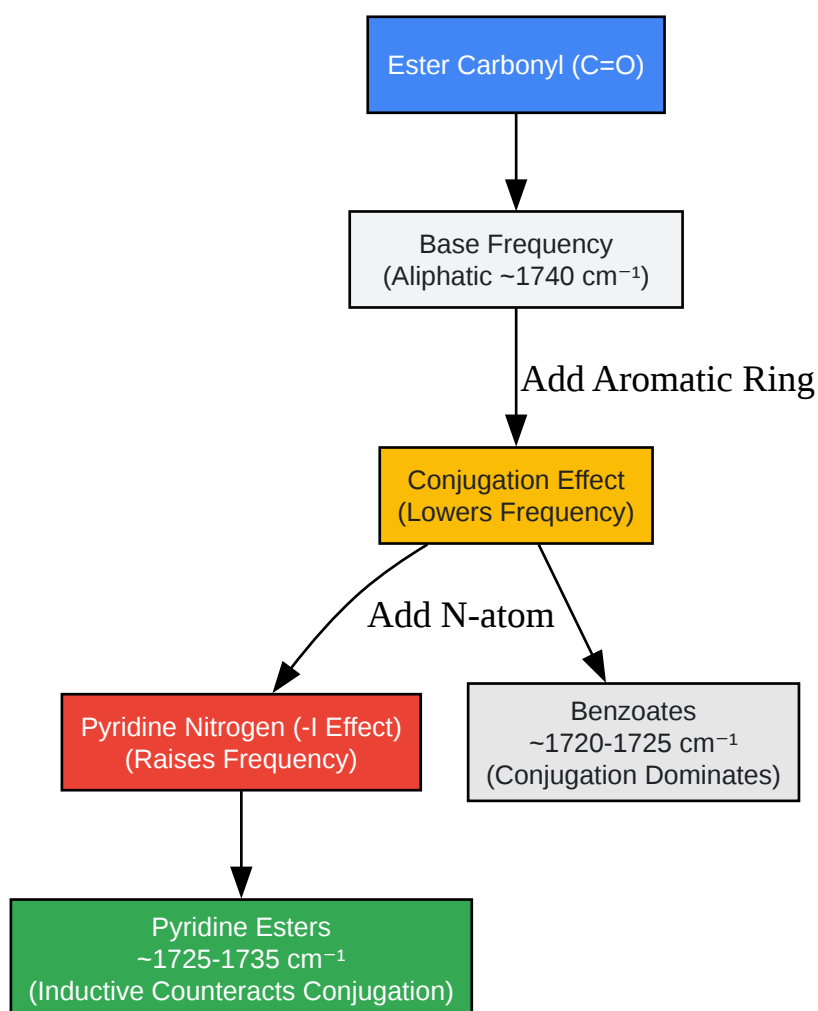 Ester Carbonyl (C=O)
Base Frequency
(Aliphatic ~1740 cm⁻¹)
Add Aromatic Ring
Conjugation Effect
(Lowers Frequency)
Add N-atom
Pyridine Nitrogen (-I Effect)
(Raises Frequency)
Benzoates
~1720-1725 cm⁻¹
(Conjugation Dominates)
Pyridine Esters
~1725-1735 cm⁻¹
(Inductive Counteracts Conjugation)